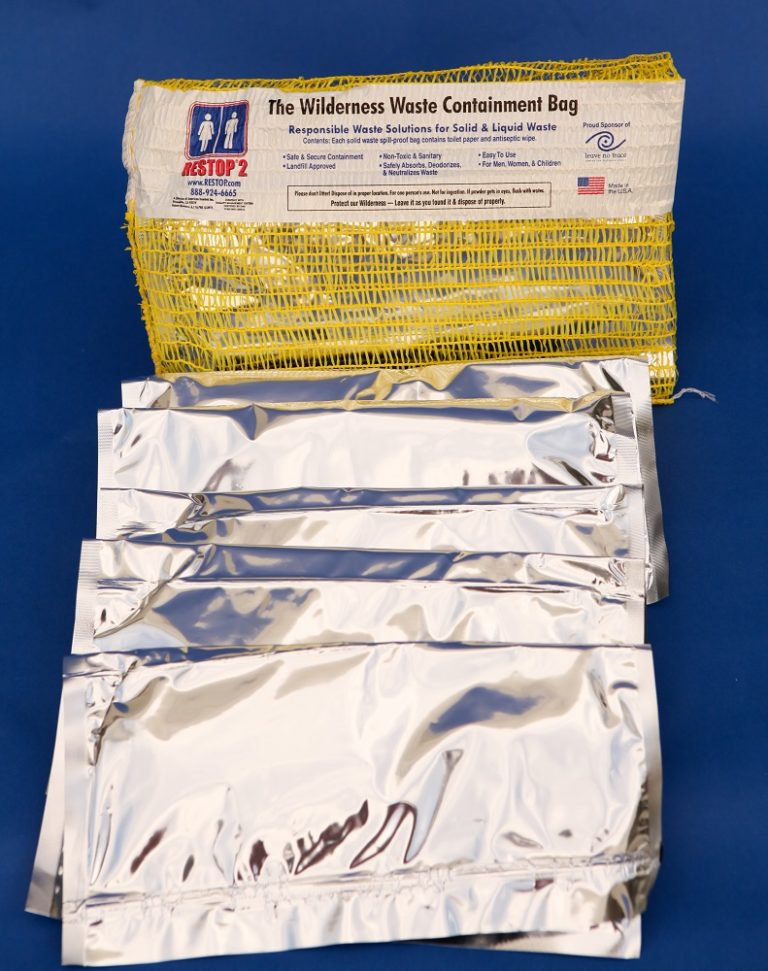 The Wilderness Waste Containment Bag
Responsible Waste Solutions for Solid & Liquid Waste
Contents: Each solid waste spill-proof bag contains toilet paper and antiseptic wipe.
• Safe & Secure Containment
• Landfill Approved
• Non-Toxic & Sanitary
• Safely Absorbs, Deodorizes,
& Neutralizes Waste
• Easy To Use
• For Men, Women, & Children
Please don't litter! Dispose of in proper location. For one person's use. Not for ingestion. If powder gets in eyes, flush with water.
Protect our Wilderness — Leave it as you found it & dispose of properly.
RESTOP 2
www.RESTOP.com
888-924-6665
Proud Sponsor of
leave no trace
Made in
the U.S.A.